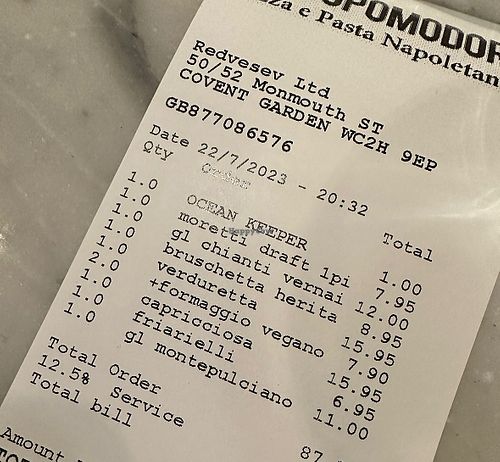 OPOMODOR
zza e Pasta Napoletan
Redvesev Ltd
50/52 Monmouth ST
COVENT GARDEN WC2H 9EP
GB877086576
Date 22/7/2023 - 20:32
Qty Order Total
1.0 OCEAN KEEPER 1.00
1.0 moretti draft 1pi 7.95
1.0 gl chianti vernai 12.00
1.0 bruschetta herita 8.95
1.0 verduretta 15.95
2.0 +formaggio vegano 7.90
1.0 capricciosa 15.95
1.0 friarielli 6.95
1.0 gl montepulciano 11.00
Total Order 87.
12.5% Service
Total bill
Amount